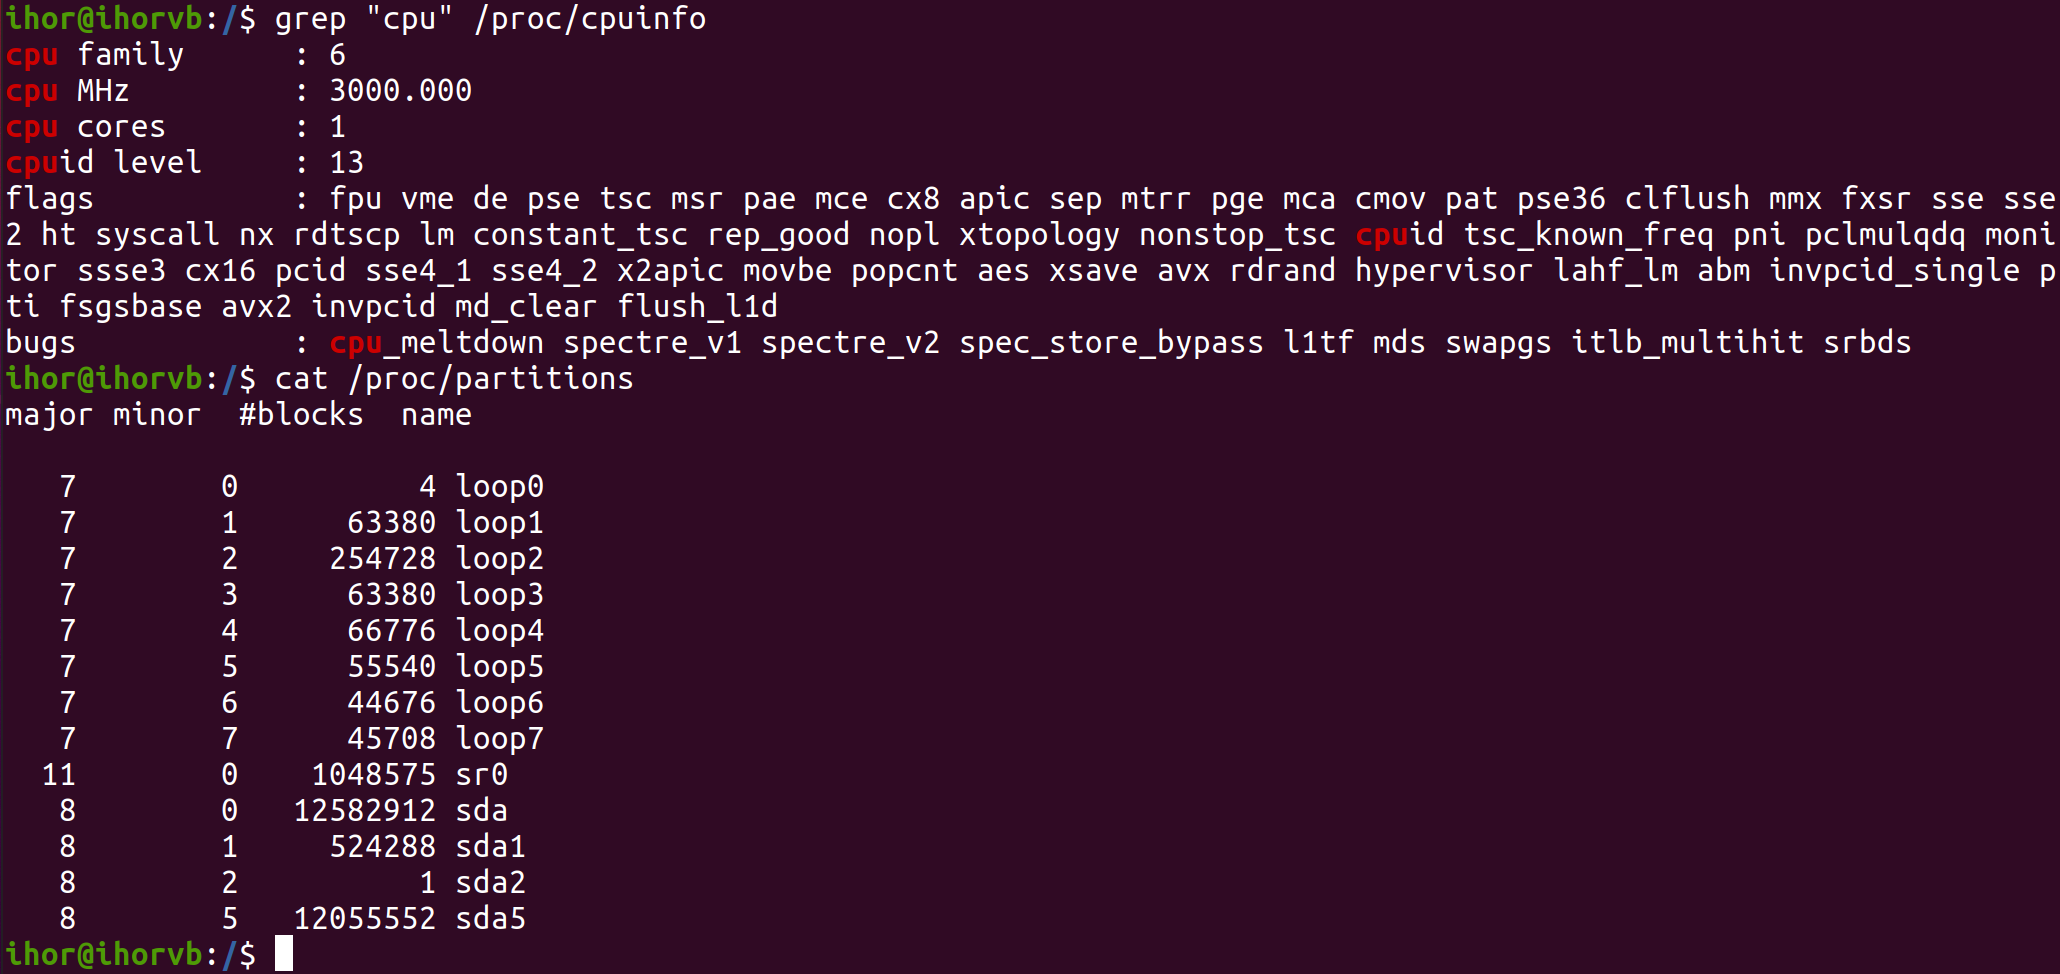 ihor@ihorvb:/$ grep "cpu" /proc/cpuinfo
cpu family      : 6
cpu MHz         : 3000.000
cpu cores       : 1
cpuid level     : 13
flags           : fpu vme de pse tsc msr pae mce cx8 apic sep mtrr pge mca cmov pat pse36 clflush mmx fxsr sse sse
2 ht syscall nx rdtscp lm constant_tsc rep_good nopl xtopology nonstop_tsc cpuid tsc_known_freq pni pclmulqdq moni
tor ssse3 cx16 pcid sse4_1 sse4_2 x2apic movbe popcnt aes xsave avx rdrand hypervisor lahf_lm abm invpcid_single p
ti fsgsbase avx2 invpcid md_clear flush_l1d
bugs            : cpu_meltdown spectre_v1 spectre_v2 spec_store_bypass l1tf mds swapgs itlb_multihit srbds
ihor@ihorvb:/$ cat /proc/partitions
major minor  #blocks  name

   7        0          4 loop0
   7        1      63380 loop1
   7        2     254728 loop2
   7        3      63380 loop3
   7        4      66776 loop4
   7        5      55540 loop5
   7        6      44676 loop6
   7        7      45708 loop7
  11        0    1048575 sr0
   8        0   12582912 sda
   8        1     524288 sda1
   8        2          1 sda2
   8        5   12055552 sda5
ihor@ihorvb:/$